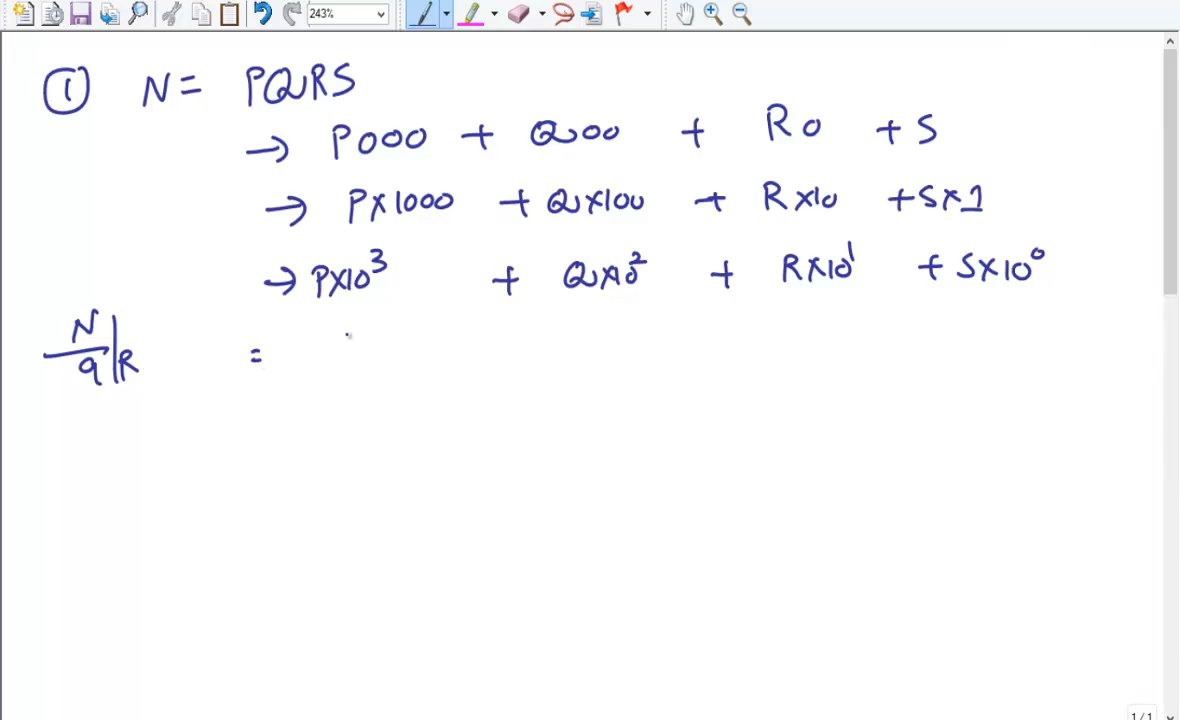 243%
① N = PQRS
→ P000 + Q00 + R0 + S
→ P×1000 + Q×100 + R×10 + S×1
→ P×10³ + Q×10² + R×10¹ + S×10⁰
N/9|R =
1/1